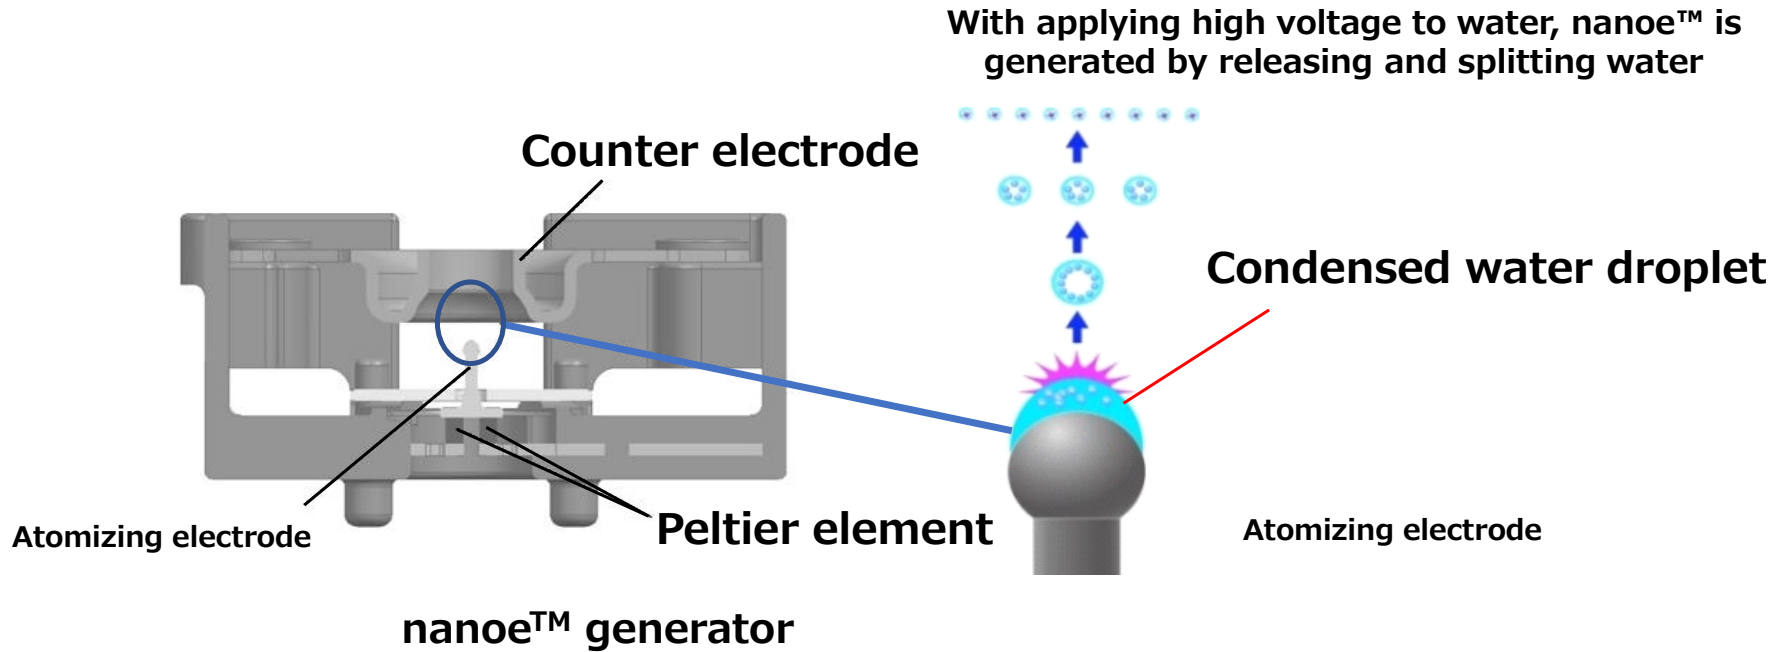 With applying high voltage to water, nanoe™ is
generated by releasing and splitting water
Counter electrode
Condensed water droplet
Atomizing electrode
Peltier element
Atomizing electrode
nanoe™ generator